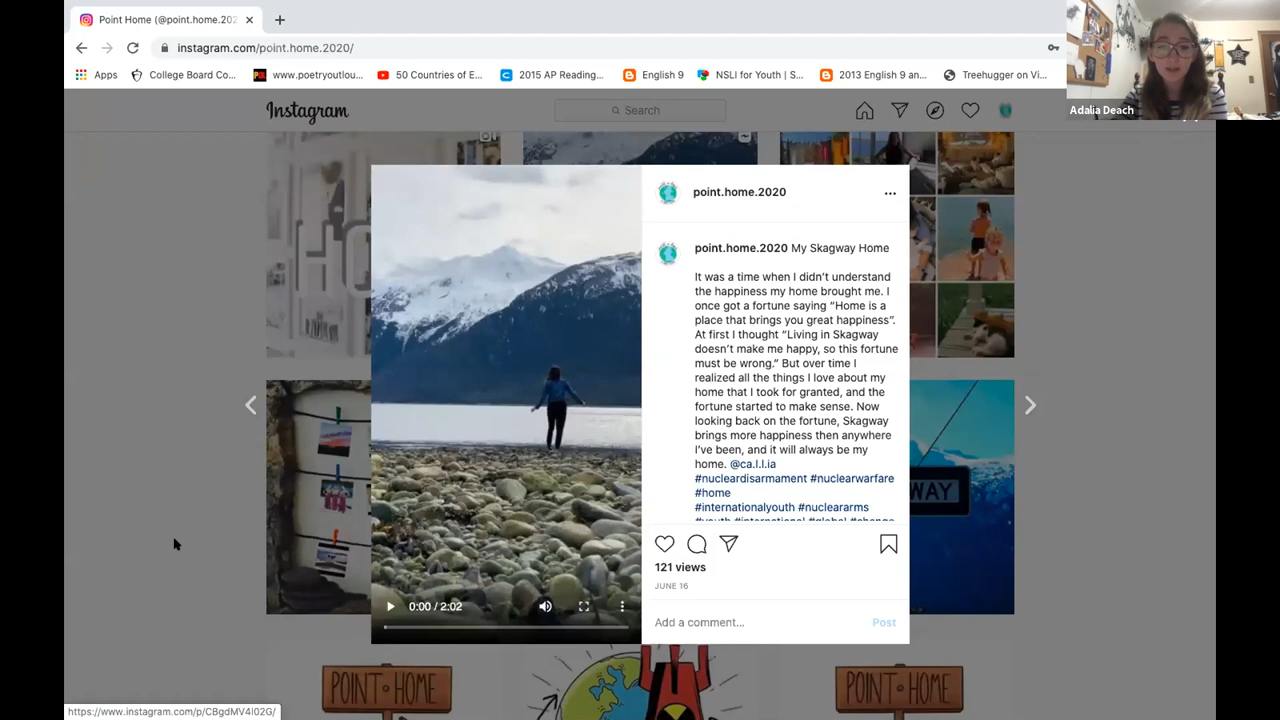 Point Home (@point.home.202
instagram.com/point.home.2020/
Apps
College Board Co...
www.poetryoutlou...
50 Countries of E...
2015 AP Reading...
English 9
NSLI for Youth | S...
2013 English 9 an...
Treehugger on Vi...
Adalia Deach
Instagram
Search
point.home.2020
point.home.2020 My Skagway Home
It was a time when I didn't understand
the happiness my home brought me. I
once got a fortune saying "Home is a
place that brings you great happiness".
At first I thought "Living in Skagway
doesn't make me happy, so this fortune
must be wrong." But over time I
realized all the things I love about my
home that I took for granted, and the
fortune started to make sense. Now
looking back on the fortune, Skagway
brings more happiness then anywhere
I've been, and it will always be my
home. @ca.l.l.ia
#nucleardisarmament #nuclearwarfare
#home
#internationalyouth #nucleararms
#youth #international #global #change
0:00 / 2:02
121 views
JUNE 16
Add a comment...
Post
WAY
POINT HOME
POINT HOME
https://www.instagram.com/p/CBgdMV4l02G/